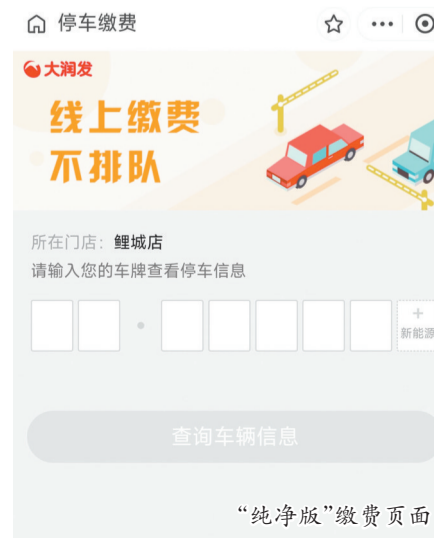 停车缴费
大润发
线上缴费
不排队
所在门店：鲤城店
请输入您的车牌查看停车信息
+
新能源
查询车辆信息
“纯净版”缴费页面